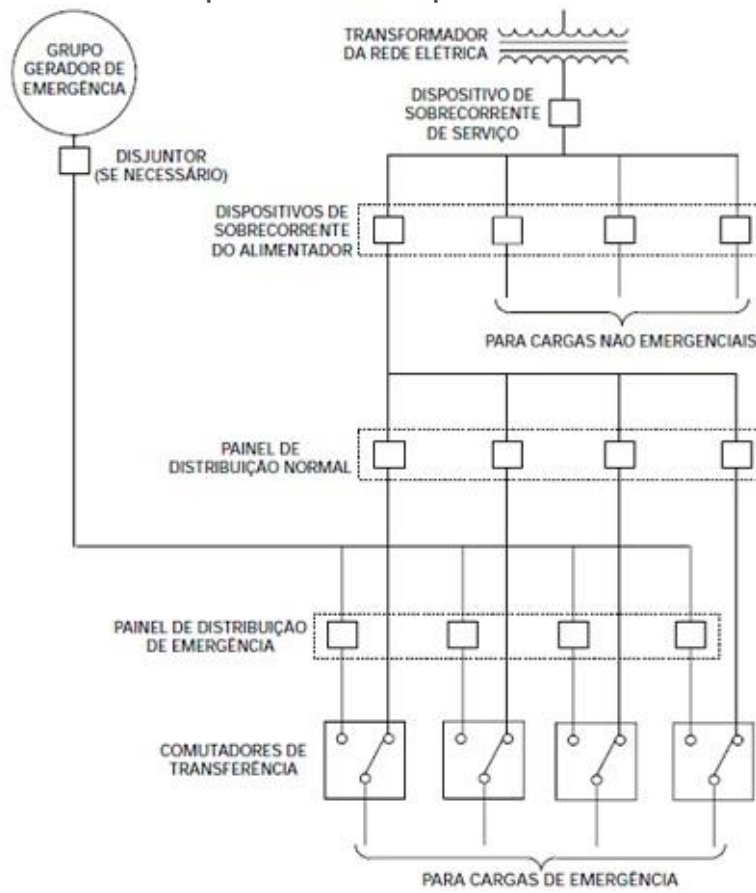 GRUPO
GERADOR DE
EMERGÊNCIA
TRANSFORMADOR
DA REDE ELÉTRICA
DISPOSITIVO DE
SOBRECORRENTE
DE SERVIÇO
DISJUNTOR
(SE NECESSÁRIO)
DISPOSITIVOS DE
SOBRECORRENTE
DO ALIMENTADOR
PARA CARGAS NÃO EMERGENCIAIS
PAINEL DE
DISTRIBUIÇÃO NORMAL
PAINEL DE DISTRIBUIÇÃO
DE EMERGÊNCIA
COMUTADORES DE
TRANSFERÊNCIA
PARA CARGAS DE EMERGÊNCIA